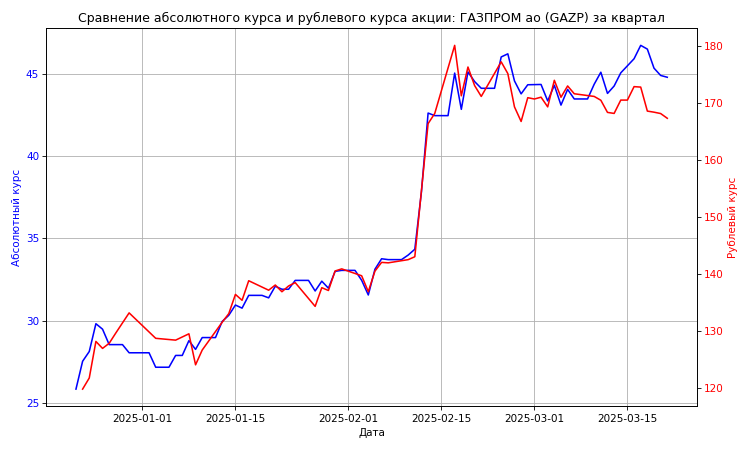 Сравнение абсолютного курса и рублевого курса акции: ГАЗПРОМ ао (GAZP) за квартал
Абсолютный курс
45
40
35
30
25
180
170
160
150
140
130
120
Рублевый курс
2025-01-01 2025-01-15 2025-02-01 2025-02-15 2025-03-01 2025-03-15
Дата